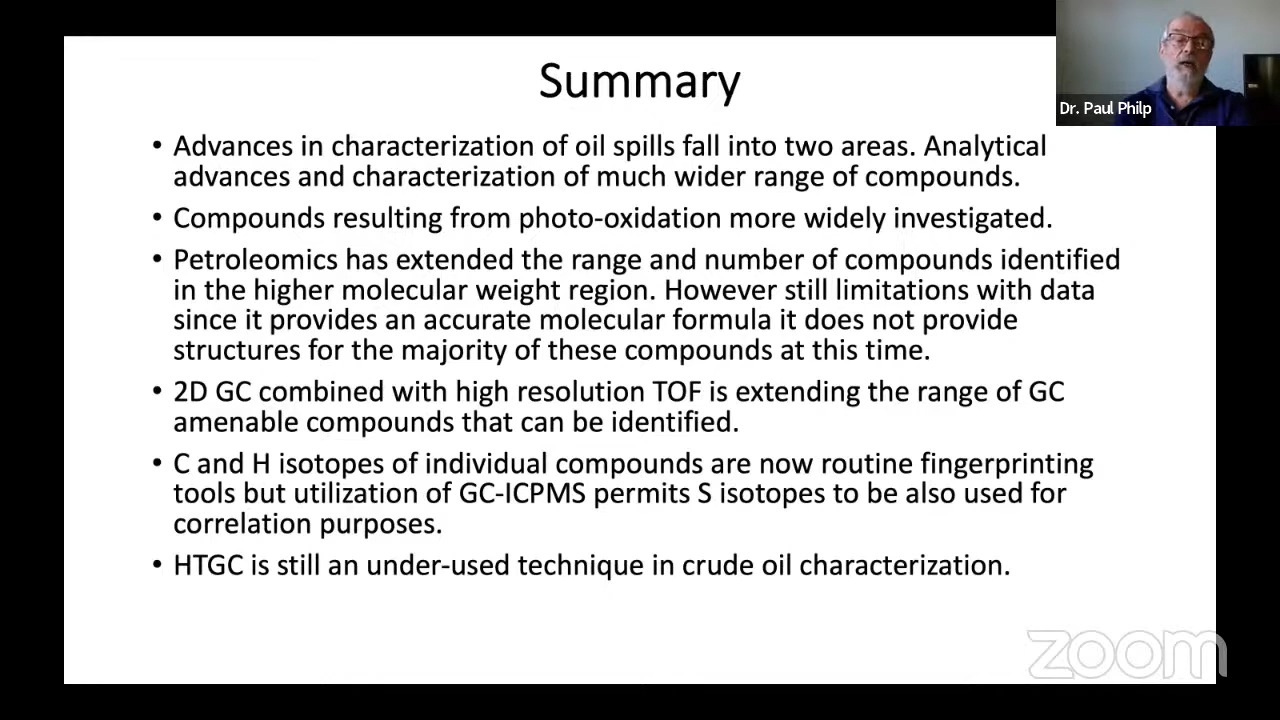 Summary
Dr. Paul Philp
• Advances in characterization of oil spills fall into two areas. Analytical
advances and characterization of much wider range of compounds.
• Compounds resulting from photo-oxidation more widely investigated.
• Petroleomics has extended the range and number of compounds identified
in the higher molecular weight region. However still limitations with data
since it provides an accurate molecular formula it does not provide
structures for the majority of these compounds at this time.
• 2D GC combined with high resolution TOF is extending the range of GC
amenable compounds that can be identified.
• C and H isotopes of individual compounds are now routine fingerprinting
tools but utilization of GC-ICPMS permits S isotopes to be also used for
correlation purposes.
• HTGC is still an under-used technique in crude oil characterization.
zoom